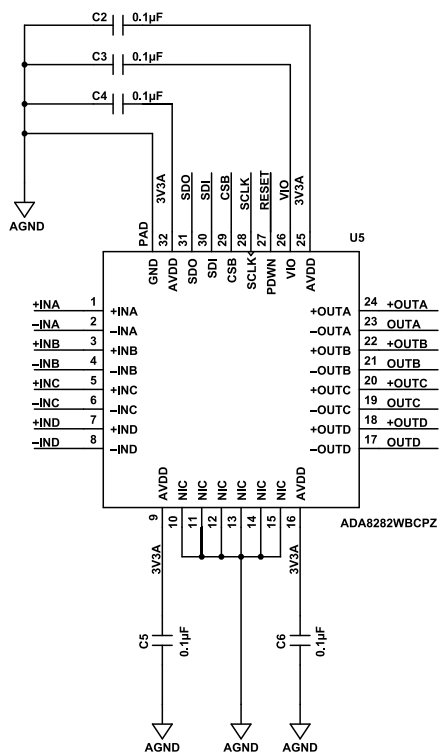 C2 0.1µF
C3 0.1µF
C4 0.1µF
AGND
3V3A SDO SDI CSB SCLK RESET VIO 3V3A
PAD 32 31 30 29 28 27 26 25
U5
GND AVDD SDO SDI CSB SCLK PDWN VIO AVDD
+INA 1 +INA +OUTA 24 +OUTA
–INA 2 –INA –OUTA 23 OUTA
+INB 3 +INB +OUTB 22 +OUTB
–INB 4 –INB –OUTB 21 OUTB
+INC 5 +INC +OUTC 20 +OUTC
–INC 6 –INC –OUTC 19 OUTC
+IND 7 +IND +OUTD 18 +OUTD
–IND 8 –IND –OUTD 17 OUTD
AVDD NIC NIC NIC NIC NIC NIC AVDD
9 10 11 12 13 14 15 16
ADA8282WBCPZ
3V3A 3V3A
C5 0.1µF C6 0.1µF
AGND AGND AGND